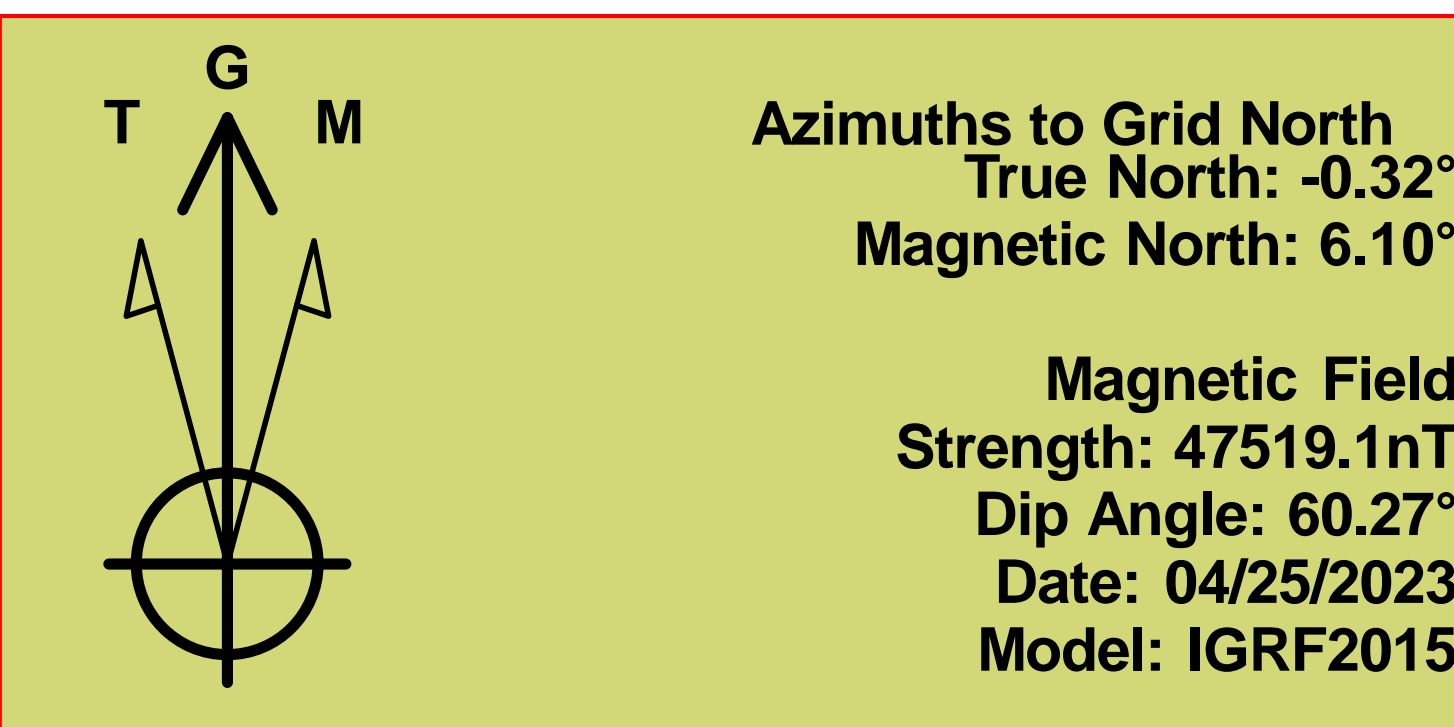 G
T M
Azimuths to Grid North
True North: -0.32°
Magnetic North: 6.10°
Magnetic Field
Strength: 47519.1nT
Dip Angle: 60.27°
Date: 04/25/2023
Model: IGRF2015